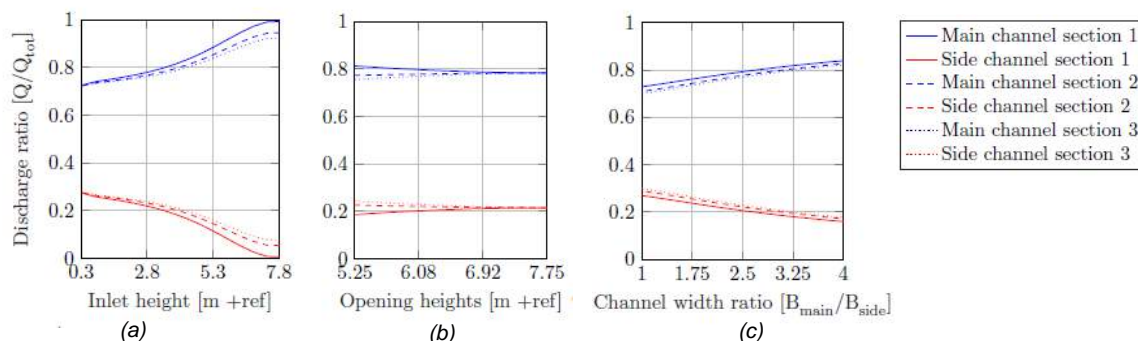 Discharge ratio [Q/Q_tot]
1
0.8
0.6
0.4
0.2
0
0.3 2.8 5.3 7.8
Inlet height [m +ref]
(a)
1
0.8
0.6
0.4
0.2
0
5.25 6.08 6.92 7.75
Opening heights [m +ref]
(b)
1
0.8
0.6
0.4
0.2
0
1 1.75 2.5 3.25 4
Channel width ratio [B_main/B_side]
(c)
Main channel section 1
Side channel section 1
Main channel section 2
Side channel section 2
Main channel section 3
Side channel section 3